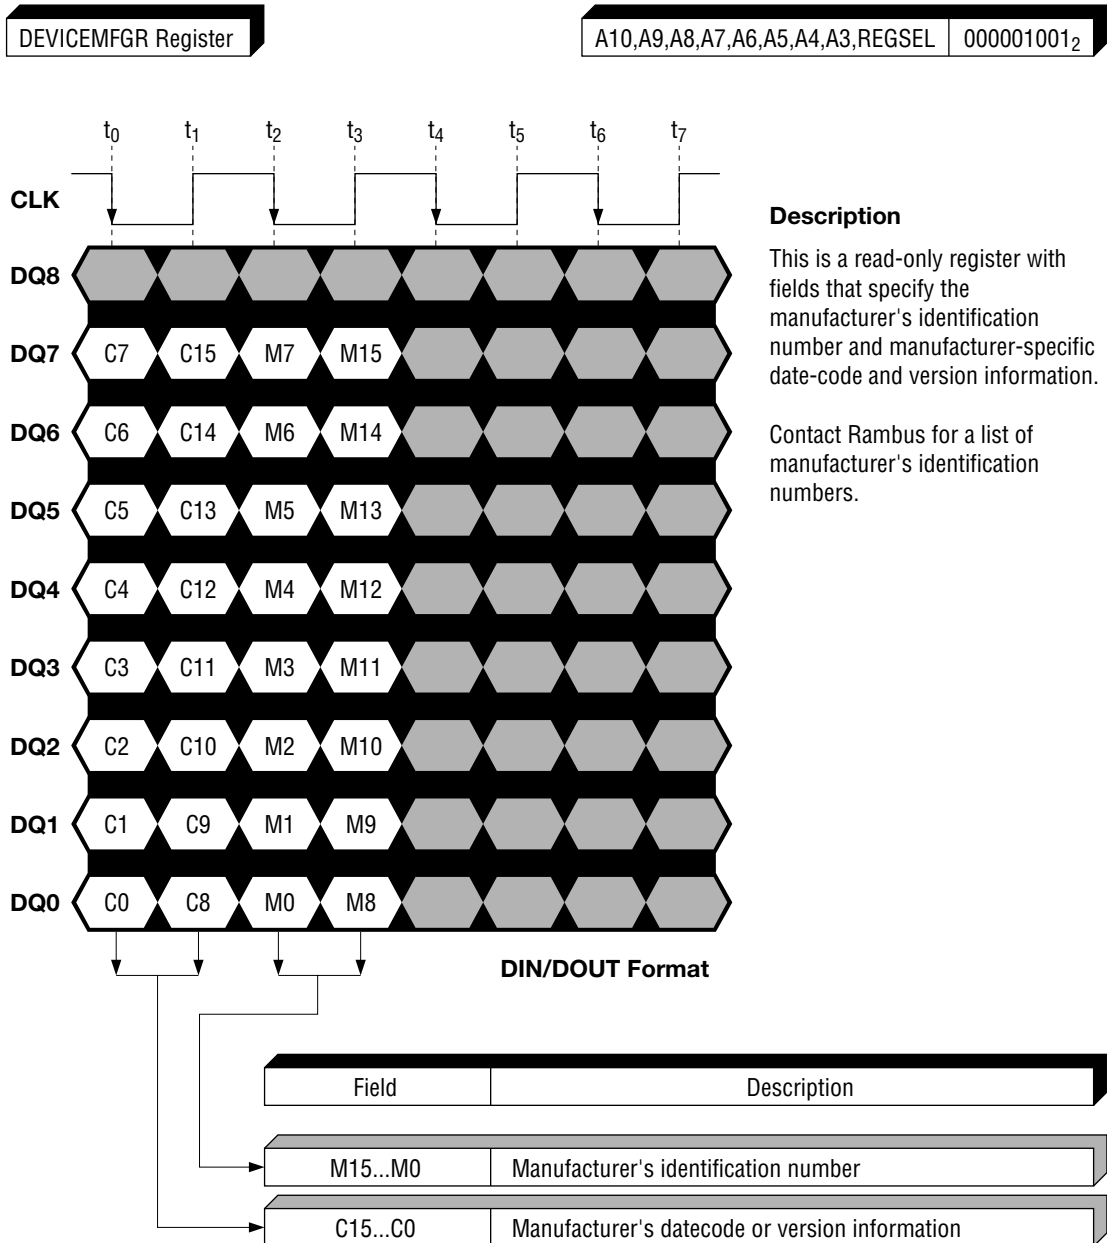 DEVICEMFGR Register
A10,A9,A8,A7,A6,A5,A4,A3,REGSEL 000001001₂
t₀ t₁ t₂ t₃ t₄ t₅ t₆ t₇
CLK
DQ8
DQ7 C7 C15 M7 M15
DQ6 C6 C14 M6 M14
DQ5 C5 C13 M5 M13
DQ4 C4 C12 M4 M12
DQ3 C3 C11 M3 M11
DQ2 C2 C10 M2 M10
DQ1 C1 C9 M1 M9
DQ0 C0 C8 M0 M8
Description
This is a read-only register with
fields that specify the
manufacturer's identification
number and manufacturer-specific
date-code and version information.
Contact Rambus for a list of
manufacturer's identification
numbers.
DIN/DOUT Format
Field Description
M15...M0 Manufacturer's identification number
C15...C0 Manufacturer's datecode or version information